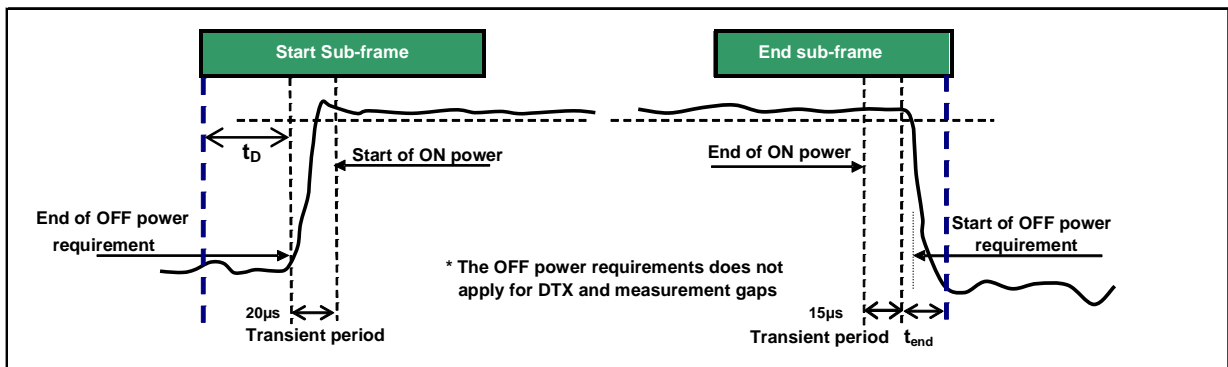 Start Sub-frame
End sub-frame
tD
Start of ON power
End of ON power
End of OFF power
requirement
Start of OFF power
requirement
* The OFF power requirements does not
apply for DTX and measurement gaps
20µs
Transient period
15µs
Transient period
tend